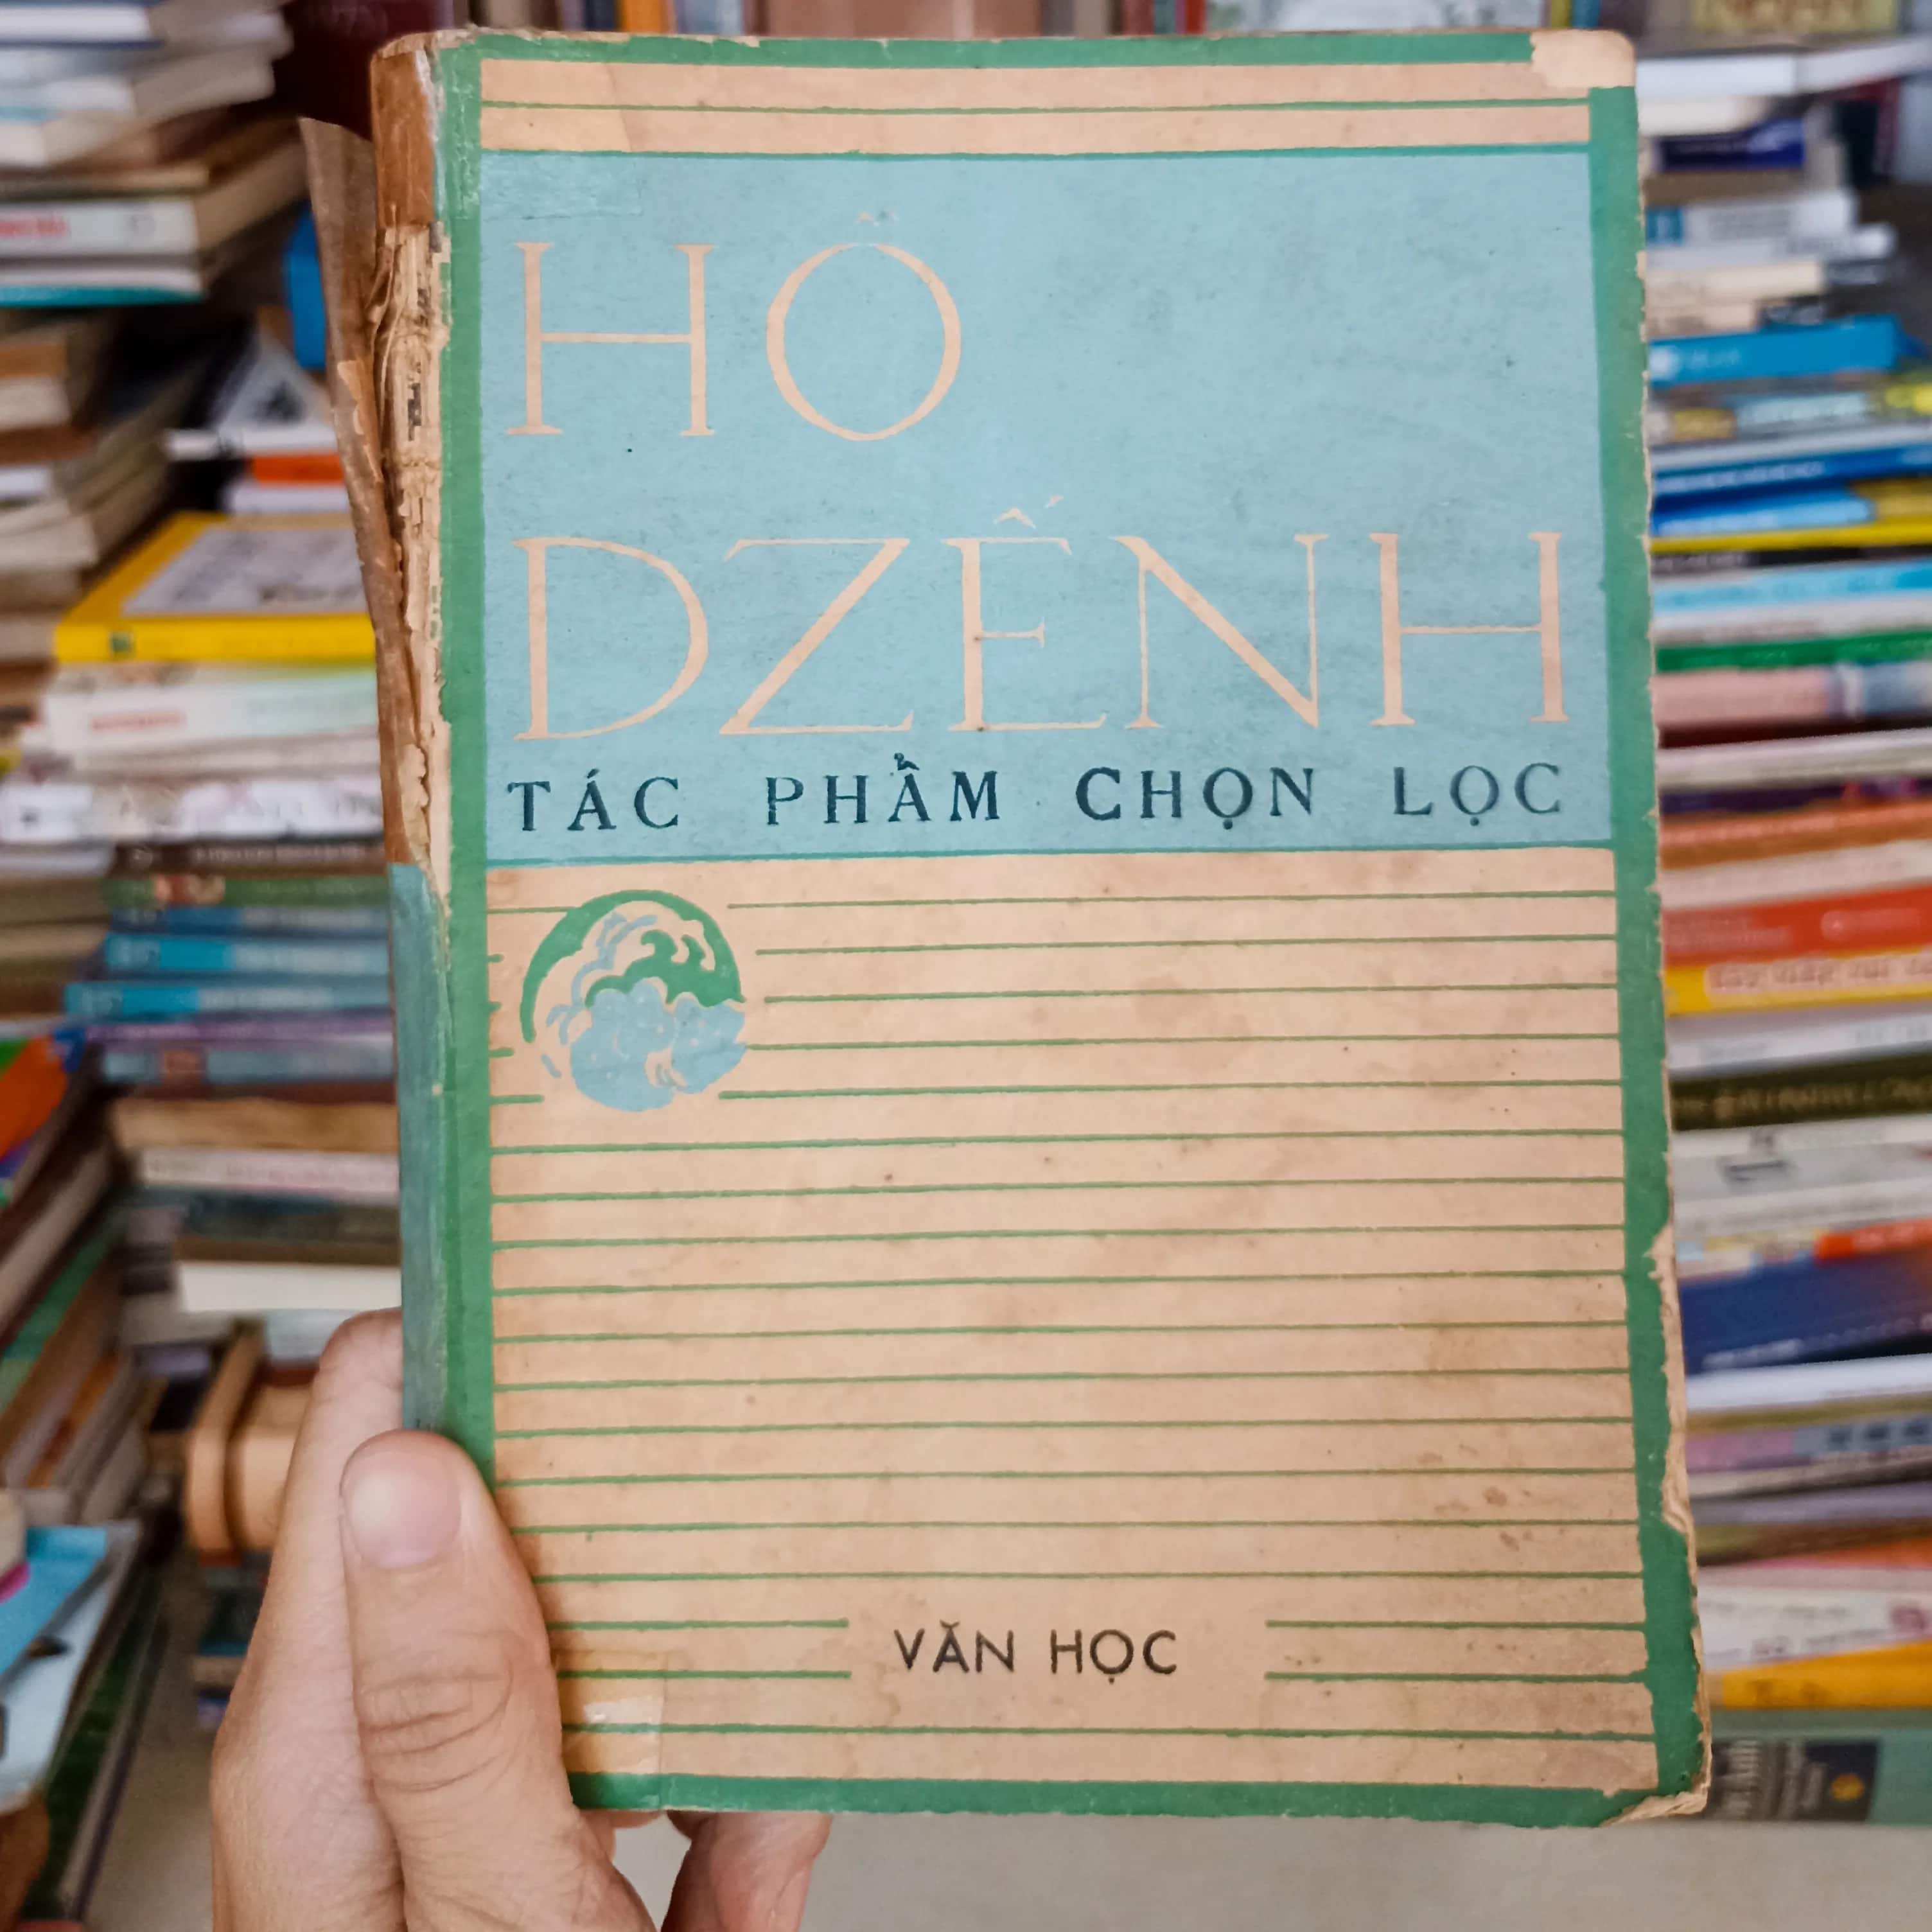 HỒ
DZẾNH
TÁC PHẨM CHỌN LỌC
VĂN HỌC